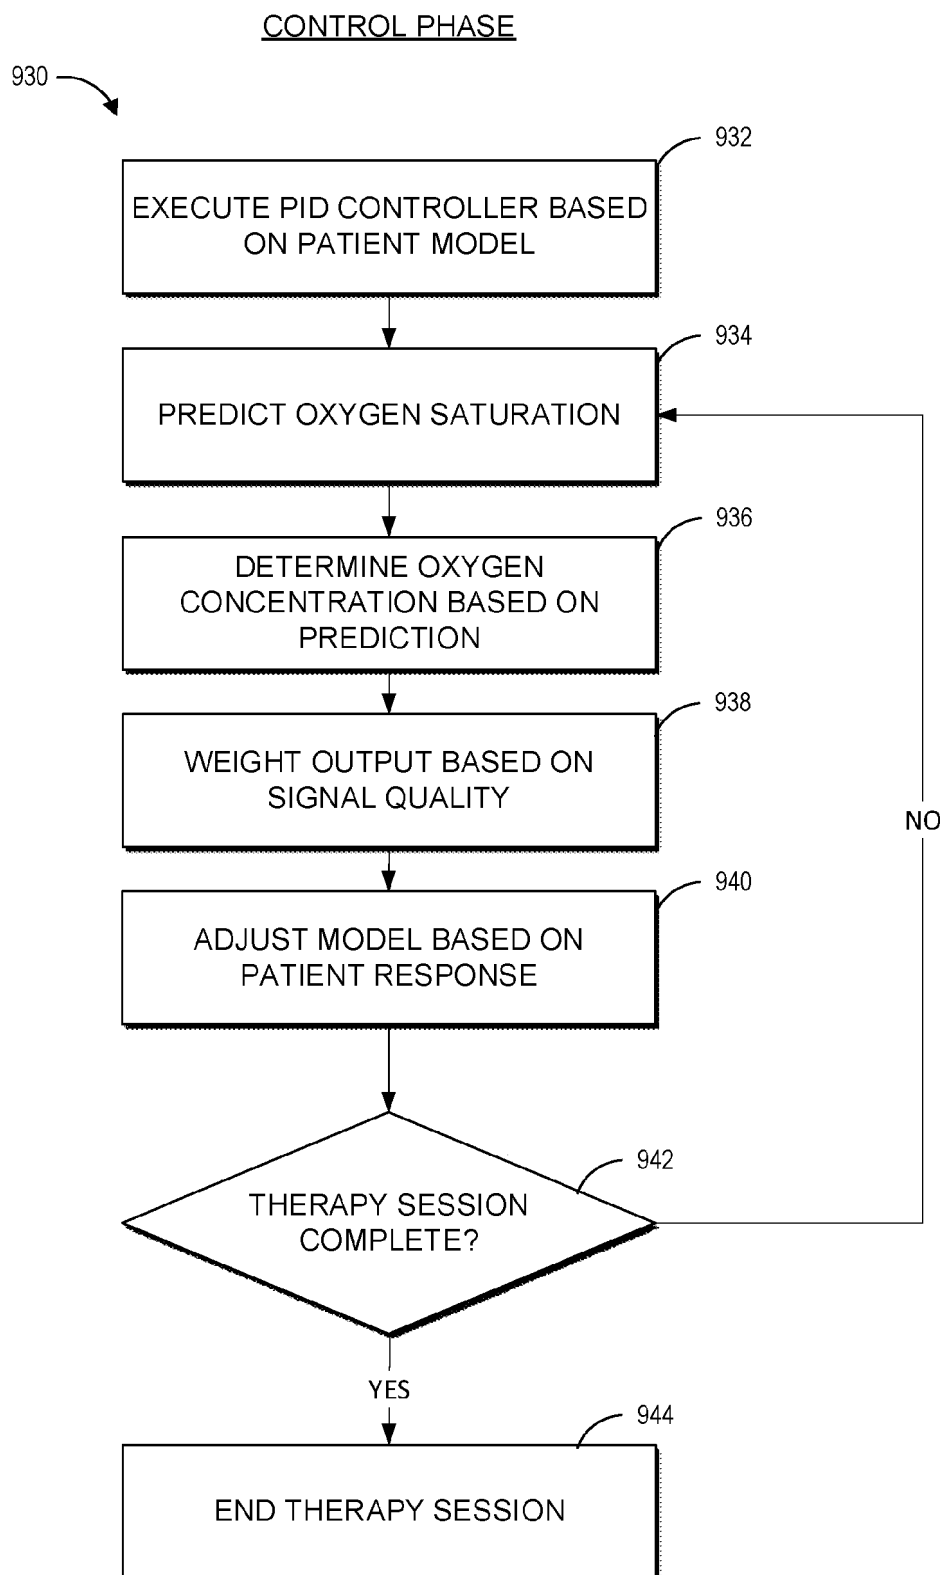 CONTROL PHASE
930
932
EXECUTE PID CONTROLLER BASED
ON PATIENT MODEL
934
PREDICT OXYGEN SATURATION
936
DETERMINE OXYGEN
CONCENTRATION BASED ON
PREDICTION
938
WEIGHT OUTPUT BASED ON
SIGNAL QUALITY
NO
940
ADJUST MODEL BASED ON
PATIENT RESPONSE
942
THERAPY SESSION
COMPLETE?
YES
944
END THERAPY SESSION